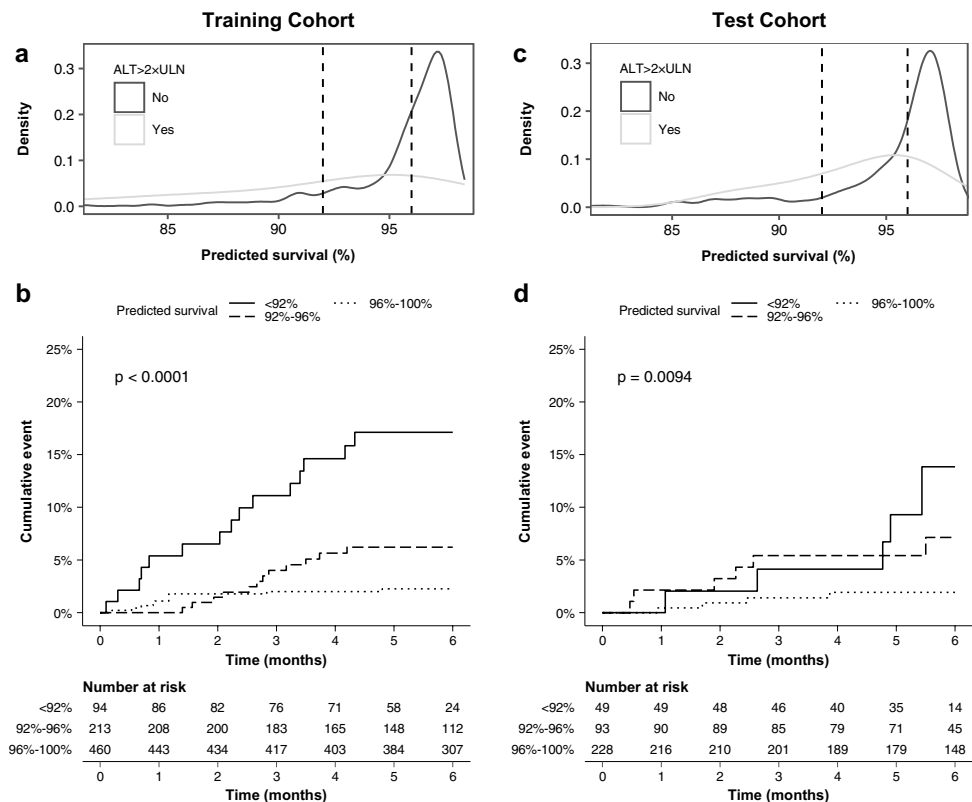 Training Cohort
Test Cohort
a
ALT>2×ULN
No
Yes
Density
0.3
0.2
0.1
0.0
85
90
95
Predicted survival (%)
c
ALT>2×ULN
No
Yes
Density
0.3
0.2
0.1
0.0
85
90
95
Predicted survival (%)
b
Predicted survival
<92%
92%-96%
96%-100%
p < 0.0001
Cumulative event
25%
20%
15%
10%
5%
0%
0 1 2 3 4 5 6
Time (months)
Number at risk
<92% 94 86 82 76 71 58 24
92%-96% 213 208 200 183 165 148 112
96%-100% 460 443 434 417 403 384 307
0 1 2 3 4 5 6
Time (months)
d
Predicted survival
<92%
92%-96%
96%-100%
p = 0.0094
Cumulative event
25%
20%
15%
10%
5%
0%
0 1 2 3 4 5 6
Time (months)
Number at risk
<92% 49 49 48 46 40 35 14
92%-96% 93 90 89 85 79 71 45
96%-100% 228 216 210 201 189 179 148
0 1 2 3 4 5 6
Time (months)